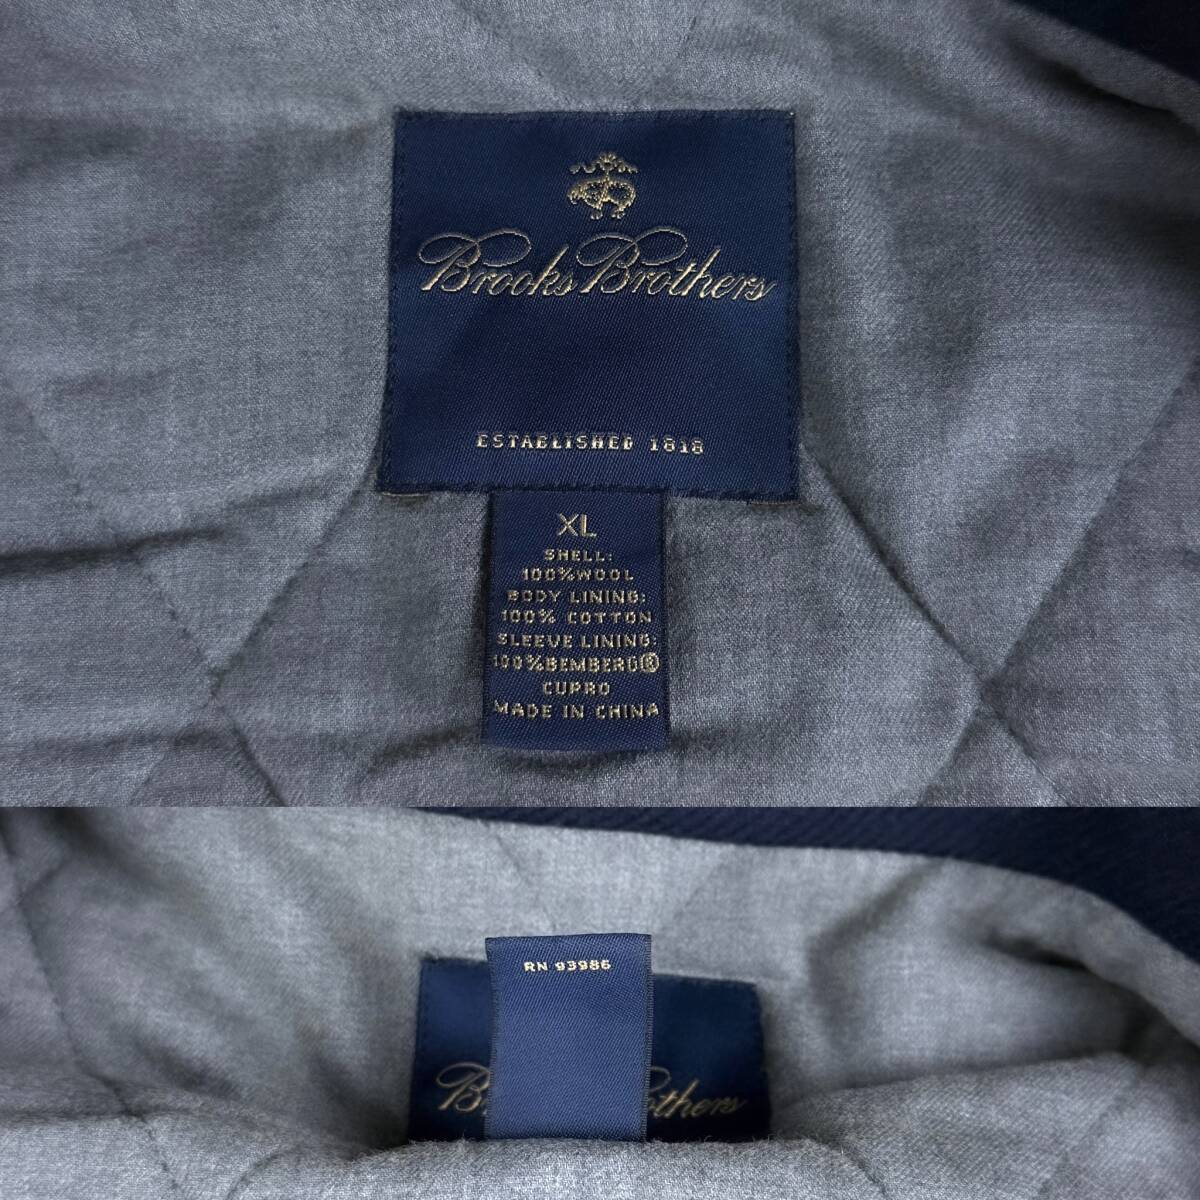 Brooks Brothers
ESTABLISHED 1818
XL
SHELL:
100%WOOL
BODY LINING:
100% COTTON
SLEEVE LINING:
100%BEMBERG®
CUPRO
MADE IN CHINA
RN 93986